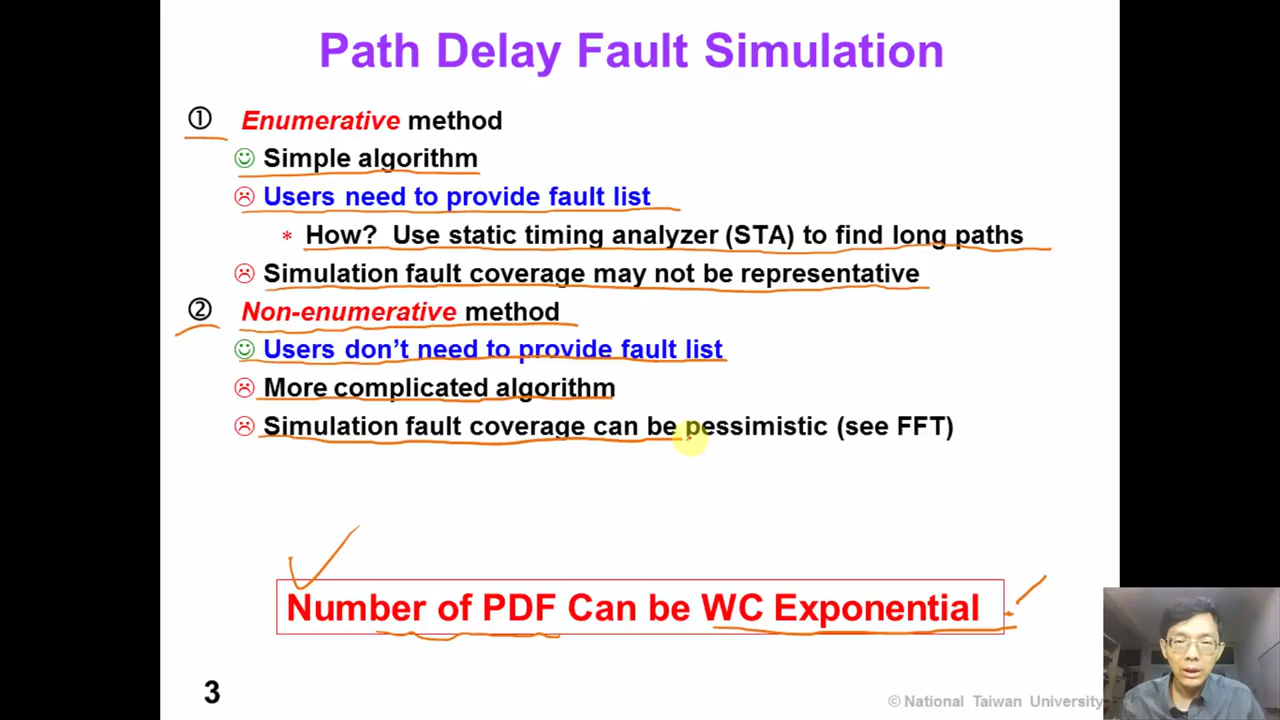 Path Delay Fault Simulation
① Enumerative method
Simple algorithm
Users need to provide fault list
* How? Use static timing analyzer (STA) to find long paths
Simulation fault coverage may not be representative
② Non-enumerative method
Users don't need to provide fault list
More complicated algorithm
Simulation fault coverage can be pessimistic (see FFT)
Number of PDF Can be WC Exponential
3
© National Taiwan University